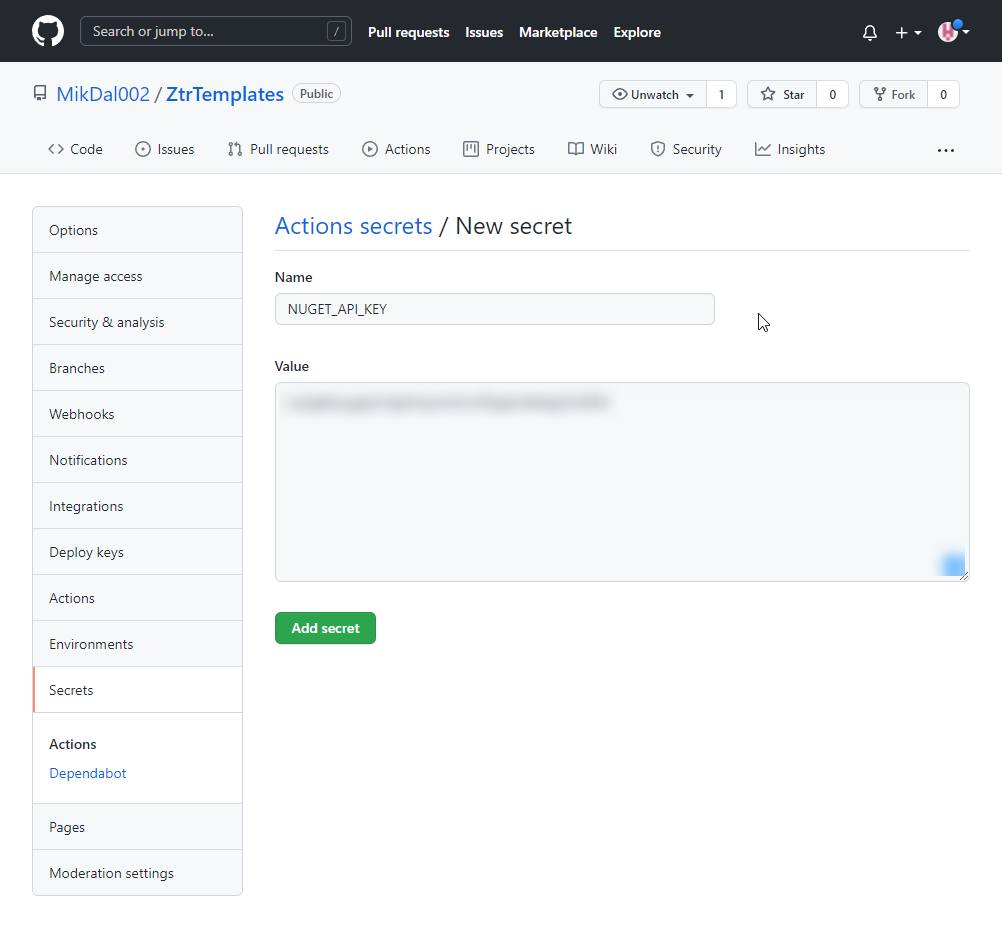 Search or jump to... / Pull requests Issues Marketplace Explore
MikDal002 / ZtrTemplates Public Unwatch 1 Star 0 Fork 0
Code Issues Pull requests Actions Projects Wiki Security Insights ...
Options
Manage access
Security & analysis
Branches
Webhooks
Notifications
Integrations
Deploy keys
Actions
Environments
Secrets
Actions
Dependabot
Pages
Moderation settings
Actions secrets / New secret
Name
NUGET_API_KEY
Value
Add secret